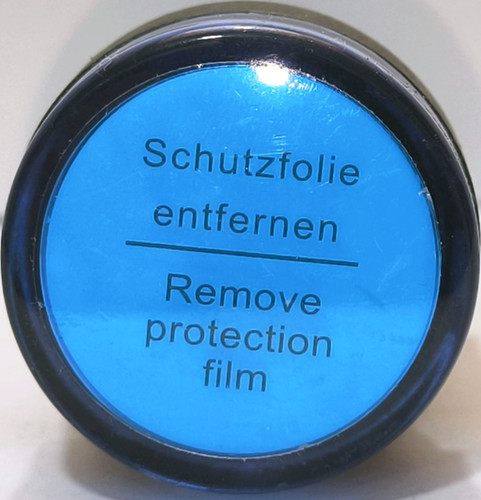 Schutzfolie
entfernen
Remove
protection
film